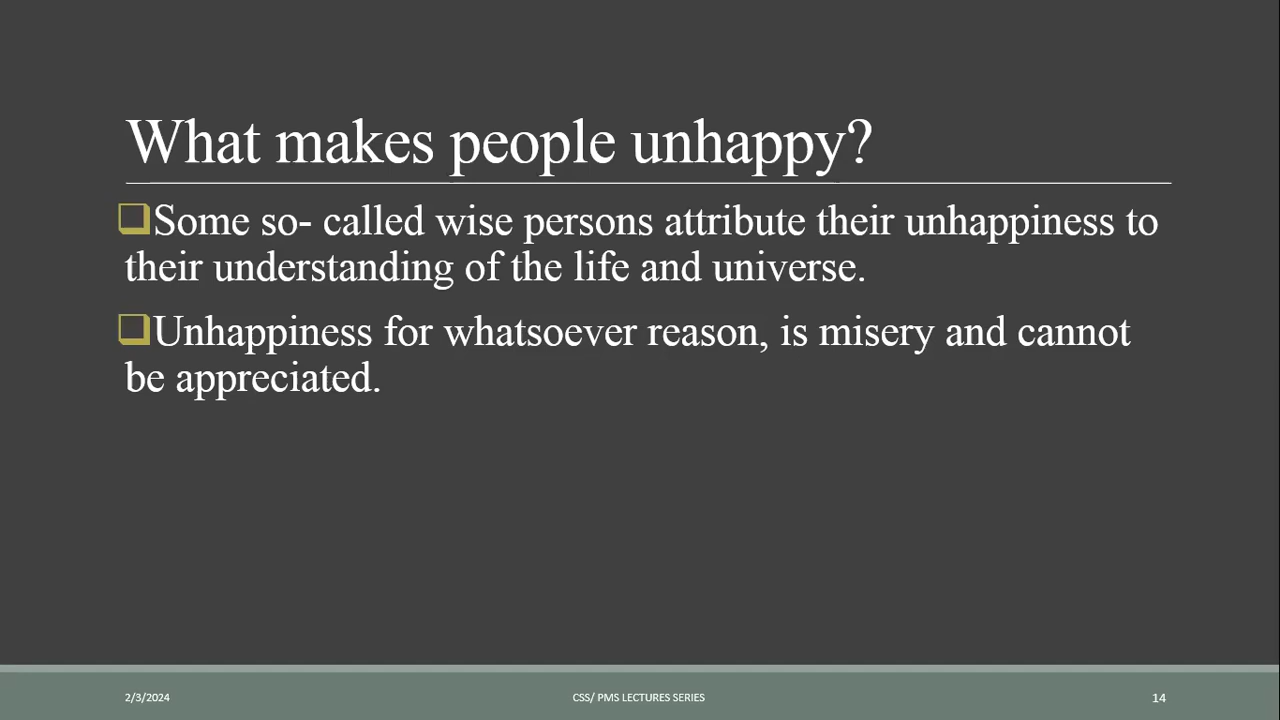 What makes people unhappy?
Some so- called wise persons attribute their unhappiness to
their understanding of the life and universe.
Unhappiness for whatsoever reason, is misery and cannot
be appreciated.
2/3/2024
CSS/ PMS LECTURES SERIES
14